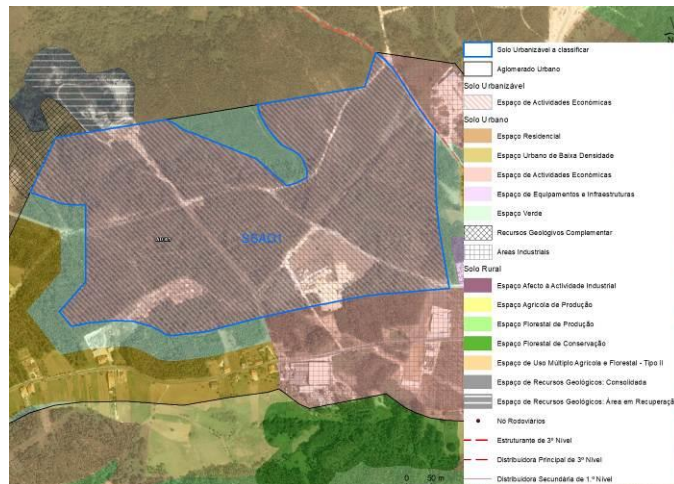 N
Solo Urbanizável a classificar
Aglomerado Urbano
Solo Urbanizável
Espaço de Actividades Económicas
Solo Urbano
Espaço Residencial
Espaço Urbano de Baixa Densidade
Espaço de Actividades Económicas
Espaço de Equipamentos e Infraestruturas
Espaço Verde
Recursos Geológicos Complementar
Áreas Industriais
Solo Rural
Espaço Afecto à Actividade Industrial
Espaço Agrícola de Produção
Espaço Florestal de Produção
Espaço Florestal de Conservação
Espaço de Uso Múltiplo Agrícola e Florestal - Tipo II
Espaço de Recursos Geológicos: Consolidada
Espaço de Recursos Geológicos: Área em Recuperaçã
Nó Rodoviários
Estruturante de 3º Nível
Distribuidora Principal de 3º Nível
Distribuidora Secundária de 1.º Nível
0 50 m